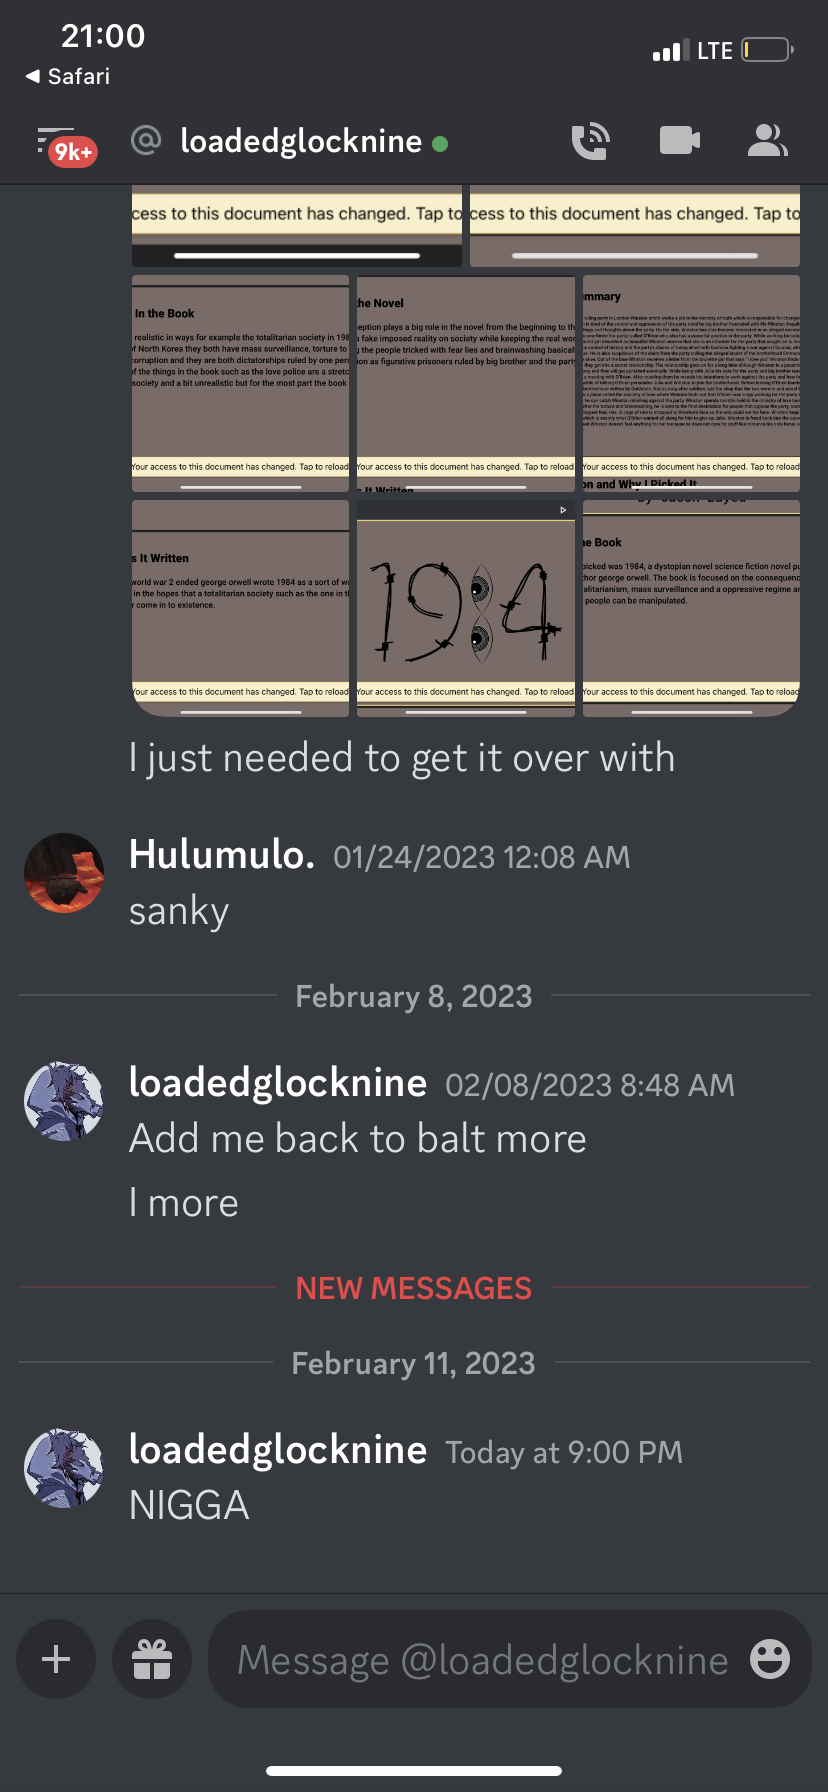 21:00
LTE
Safari
9k+
loadedglocknine
cess to this document has changed. Tap to
cess to this document has changed. Tap to
In the Book
realistic in ways for example the totalitarian society in 198
of North Korea they both have mass surveillance, torture to
corruption and they are both dictatorships ruled by one pers
of the things in the book such as the love police are a stretc
society and a bit unrealistic but for the most part the book
Your access to this document has changed. Tap to reload
the Novel
eption plays a big role in the novel from the beginning to th
a fake imposed reality on society while keeping the real wor
g the people tricked with fear lies and brainwashing basical
ion as figurative prisoners ruled by big brother and the part
Your access to this document has changed. Tap to reload
s It Written
mmary
Your access to this document has changed. Tap to reload
on and Why I Picked It
s It Written
world war 2 ended george orwell wrote 1984 as a sort of wa
in the hopes that a totalitarian society such as the one in th
r come in to existence.
Your access to this document has changed. Tap to reload
19 4
Your access to this document has changed. Tap to reload
he Book
picked was 1984, a dystopian novel science fiction novel pu
hor george orwell. The book is focused on the consequenc
alitarianism, mass surveillance and a oppressive regime an
people can be manipulated.
Your access to this document has changed. Tap to reload
I just needed to get it over with
Hulumulo. 01/24/2023 12:08 AM
sanky
February 8, 2023
loadedglocknine 02/08/2023 8:48 AM
Add me back to balt more
I more
NEW MESSAGES
February 11, 2023
loadedglocknine Today at 9:00 PM
NIGGA
Message @loadedglocknine